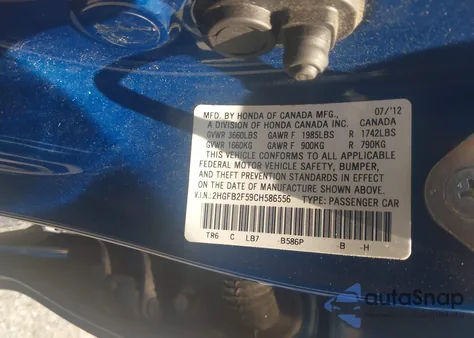 MFD. BY HONDA OF CANADA MFG., 07/'12
A DIVISION OF HONDA CANADA INC. CANADA
GVWR 3660LBS GAWR F 1985LBS R 1742LBS
GVWR 1660KG GAWR F 900KG R 790KG
THIS VEHICLE CONFORMS TO ALL APPLICABLE
FEDERAL MOTOR VEHICLE SAFETY, BUMPER,
AND THEFT PREVENTION STANDARDS IN EFFECT
ON THE DATE OF MANUFACTURE SHOWN ABOVE.
V.I.N.: 2HGFB2F59CH586556 TYPE: PASSENGER CAR
TR6 C LB7 -B586P -B -H
autoSnap